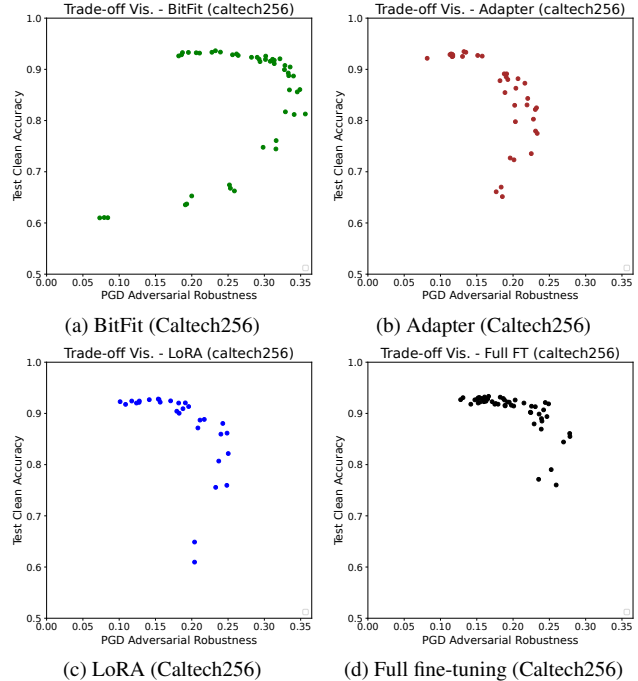 Trade-off Vis. - BitFit (caltech256)
1.0
0.9
0.8
0.7
0.6
0.5
Test Clean Accuracy
0.00 0.05 0.10 0.15 0.20 0.25 0.30 0.35
PGD Adversarial Robustness
(a) BitFit (Caltech256)
Trade-off Vis. - Adapter (caltech256)
1.0
0.9
0.8
0.7
0.6
0.5
Test Clean Accuracy
0.00 0.05 0.10 0.15 0.20 0.25 0.30 0.35
PGD Adversarial Robustness
(b) Adapter (Caltech256)
Trade-off Vis. - LoRA (caltech256)
1.0
0.9
0.8
0.7
0.6
0.5
Test Clean Accuracy
0.00 0.05 0.10 0.15 0.20 0.25 0.30 0.35
PGD Adversarial Robustness
(c) LoRA (Caltech256)
Trade-off Vis. - Full FT (caltech256)
1.0
0.9
0.8
0.7
0.6
0.5
Test Clean Accuracy
0.00 0.05 0.10 0.15 0.20 0.25 0.30 0.35
PGD Adversarial Robustness
(d) Full fine-tuning (Caltech256)